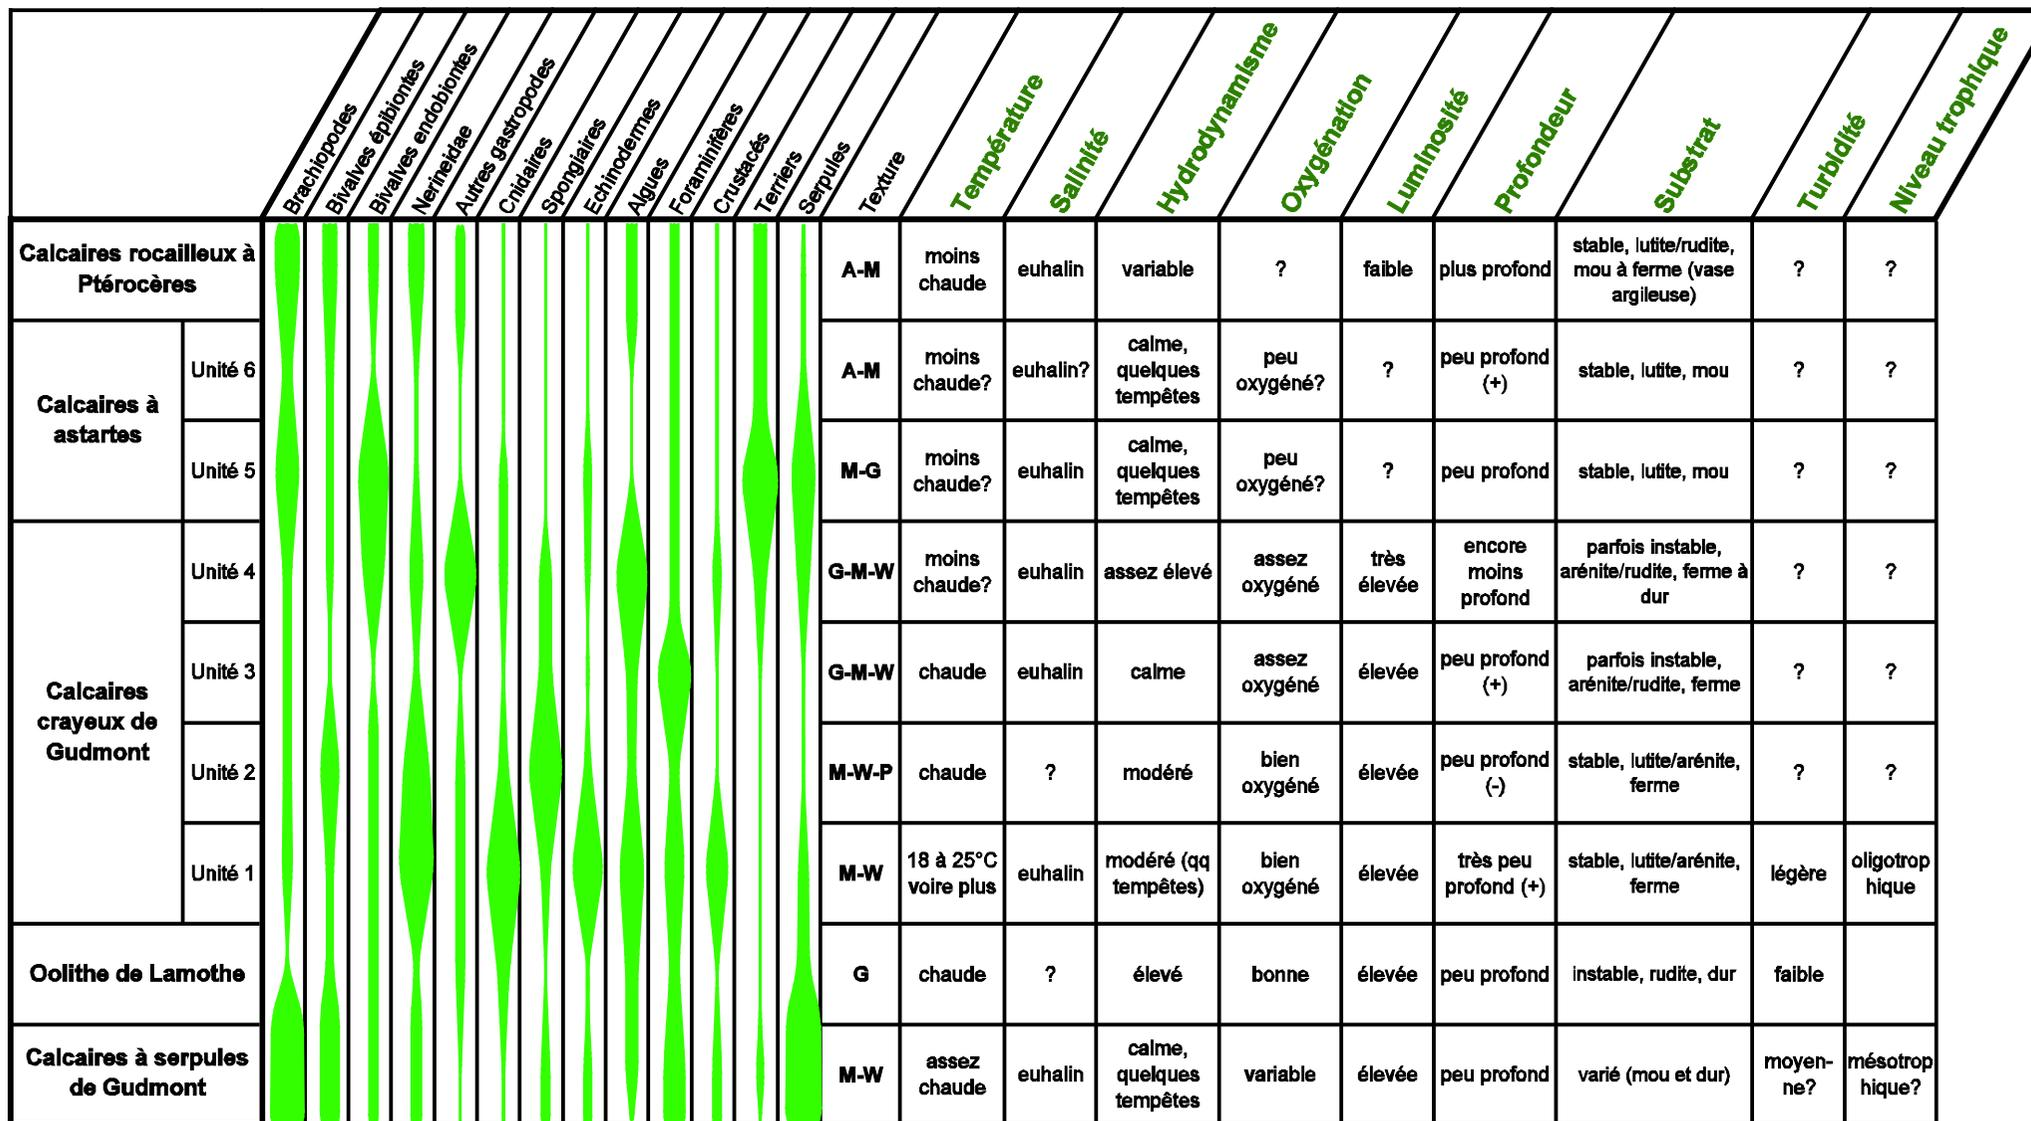 Brachiopodes
Bivalves épibiontes
Bivalves endobiontes
Nerineidae
Autres gastropodes
Cnidaires
Spongiaires
Echinodermes
Algues
Foraminifères
Crustacés
Terriers
Serpules
Texture
Température
Salinité
Hydrodynamisme
Oxygénation
Luminosité
Profondeur
Substrat
Turbidité
Niveau trophique
Calcaires rocailleux à
Ptérocères
A-M
moins
chaude
euhalin
variable
?
faible
plus profond
stable, lutite/rudite,
mou à ferme (vase
argileuse)
?
?
Calcaires à
astartes
Unité 6
A-M
moins
chaude?
euhalin?
calme,
quelques
tempêtes
peu
oxygéné?
?
peu profond
(+)
stable, lutite, mou
?
?
Unité 5
M-G
moins
chaude?
euhalin
calme,
quelques
tempêtes
peu
oxygéné?
?
peu profond
stable, lutite, mou
?
?
Calcaires
crayeux de
Gudmont
Unité 4
G-M-W
moins
chaude?
euhalin
assez élevé
assez
oxygéné
très
élevée
encore
moins
profond
parfois instable,
arénite/rudite, ferme à
dur
?
?
Unité 3
G-M-W
chaude
euhalin
calme
assez
oxygéné
élevée
peu profond
(+)
parfois instable,
arénite/rudite, ferme
?
?
Unité 2
M-W-P
chaude
?
modéré
bien
oxygéné
élevée
peu profond
(-)
stable, lutite/arénite,
ferme
?
?
Unité 1
M-W
18 à 25°C
voire plus
euhalin
modéré (qq
tempêtes)
bien
oxygéné
élevée
très peu
profond (+)
stable, lutite/arénite,
ferme
légère
oligotrop
hique
Oolithe de Lamothe
G
chaude
?
élevé
bonne
élevée
peu profond
instable, rudite, dur
faible
Calcaires à serpules
de Gudmont
M-W
assez
chaude
euhalin
calme,
quelques
tempêtes
variable
élevée
peu profond
varié (mou et dur)
moyen-
ne?
mésotrop
hique?